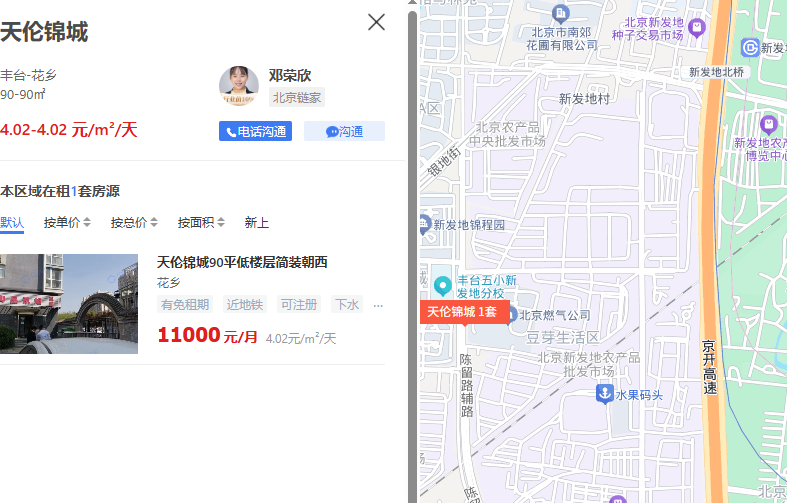 天伦锦城
丰台-花乡
90-90㎡
4.02-4.02 元/m²/天
邓荣欣
北京链家
电话沟通
沟通
本区域在租1套房源
默认
按单价
按总价
按面积
新上
天伦锦城90平低楼层简装朝西
花乡
有免租期
近地铁
可注册
下水
...
11000 元/月
4.02元/m²/天
北京市南郊
花圃有限公司
北京新发地
种子交易市场
新发地北桥
新发地村
A区
北京农产品
中央批发市场
银地街
新发地农产
博览中心
新发地锦程园
丰台五小新
发地分校
天伦锦城 1套
北京燃气公司
豆芽生活区
北京新发地农产品
批发市场
水果码头
京开高速
陈留路辅路
陈留
北京